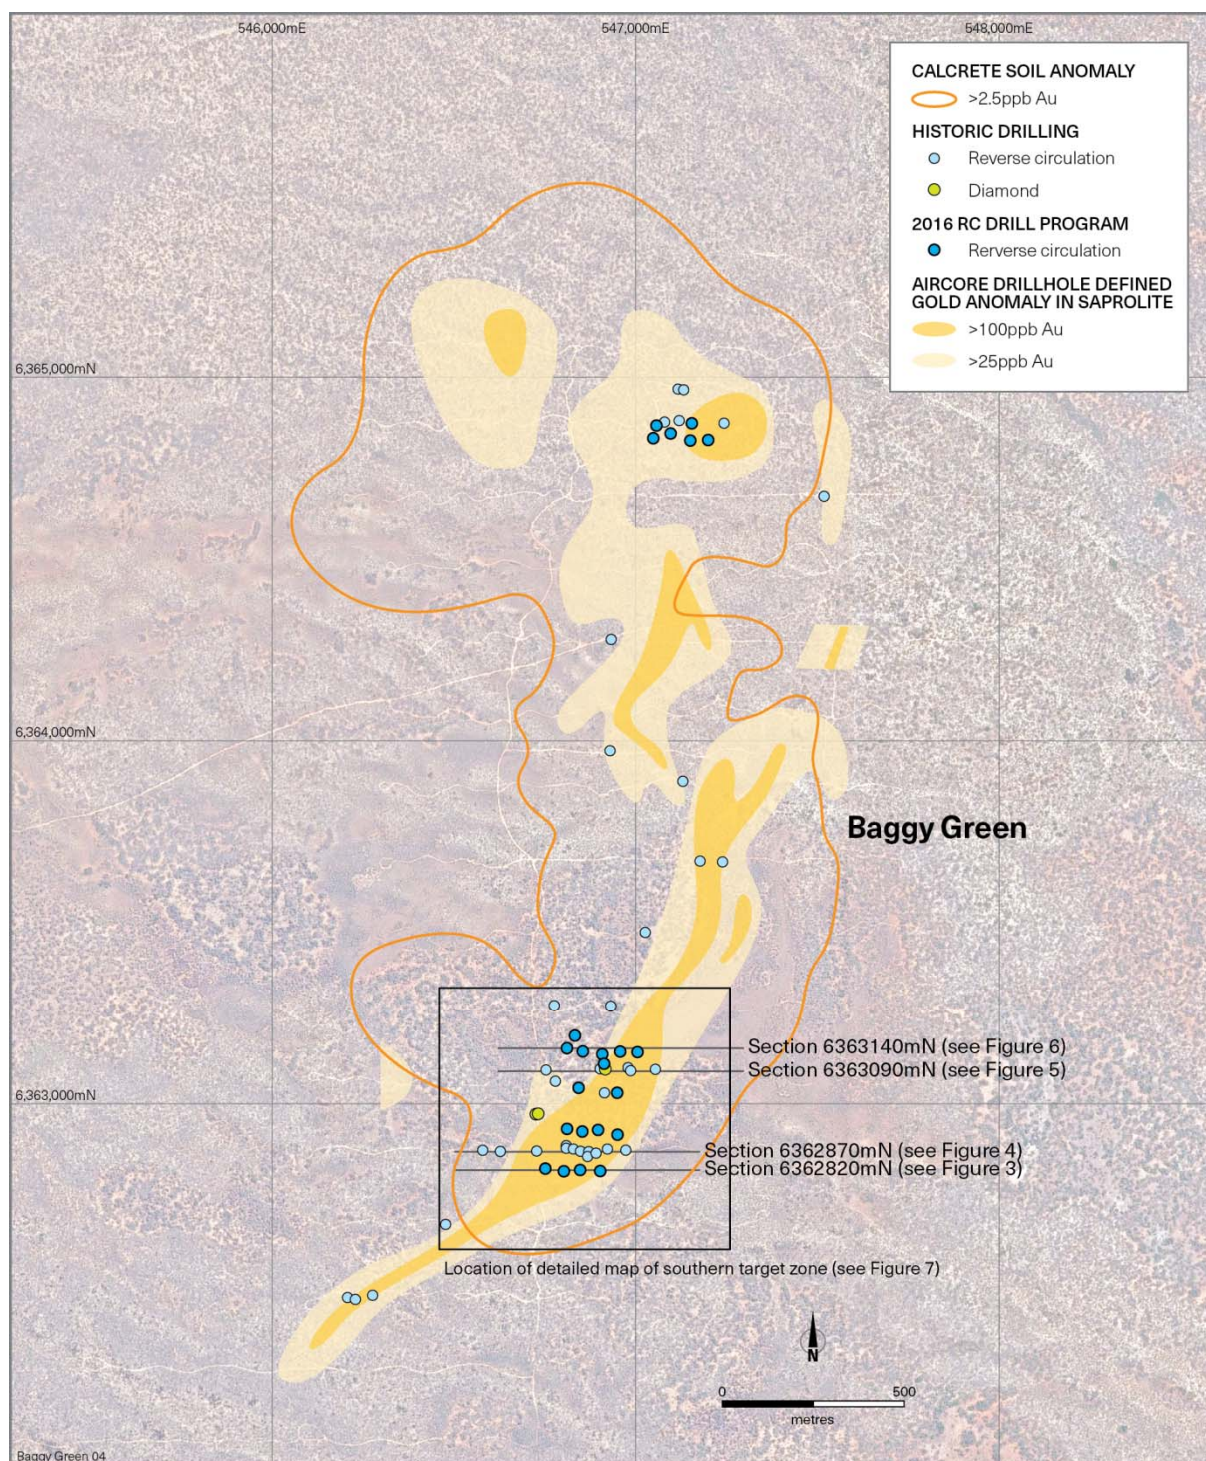 546,000mE
547,000mE
548,000mE
CALCRETE SOIL ANOMALY
>2.5ppb Au
HISTORIC DRILLING
Reverse circulation
Diamond
2016 RC DRILL PROGRAM
Rerverse circulation
AIRCORE DRILLHOLE DEFINED
GOLD ANOMALY IN SAPROLITE
>100ppb Au
>25ppb Au
6,365,000mN
6,364,000mN
Baggy Green
Section 6363140mN (see Figure 6)
Section 6363090mN (see Figure 5)
6,363,000mN
Section 6362870mN (see Figure 4)
Section 6362820mN (see Figure 3)
Location of detailed map of southern target zone (see Figure 7)
N
0 500
metres
Baggy Green 04